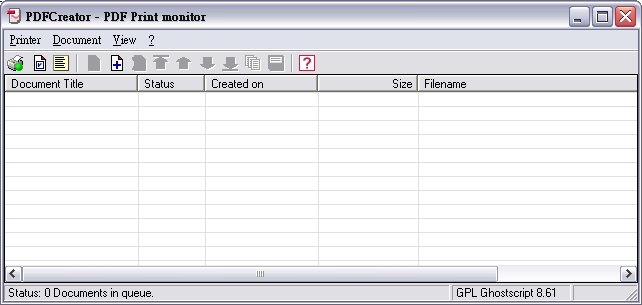 PDFCreator - PDF Print monitor
Printer Document View ?
?
Document Title Status Created on Size Filename
Status: 0 Documents in queue. GPL Ghostscript 8.61